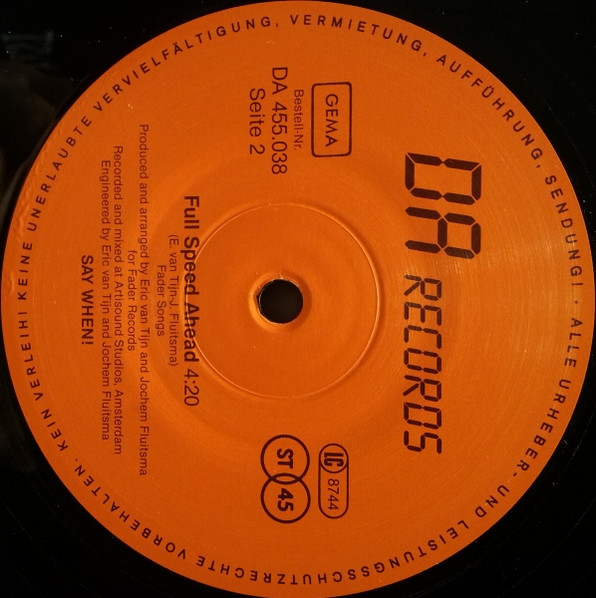 DA RECORDS
GEMA
Bestell-Nr.
DA 455.038
Seite 2
LC 8744
ST 45
Full Speed Ahead 4:20
(E. van Tijn-J. Fluitsma)
Fader Songs
Produced and arranged by Eric van Tijn and Jochem Fluitsma
for Fader Records
Recorded and mixed at Artisound Studios, Amsterdam
Engineered by Eric van Tijn and Jochem Fluitsma
SAY WHEN!
· ALLE URHEBER- UND LEISTUNGSSCHUTZRECHTE VORBEHALTEN. KEIN VERLEIH! KEINE UNERLAUBTE VERVIELFÄLTIGUNG, VERMIETUNG, AUFFÜHRUNG, SENDUNG!